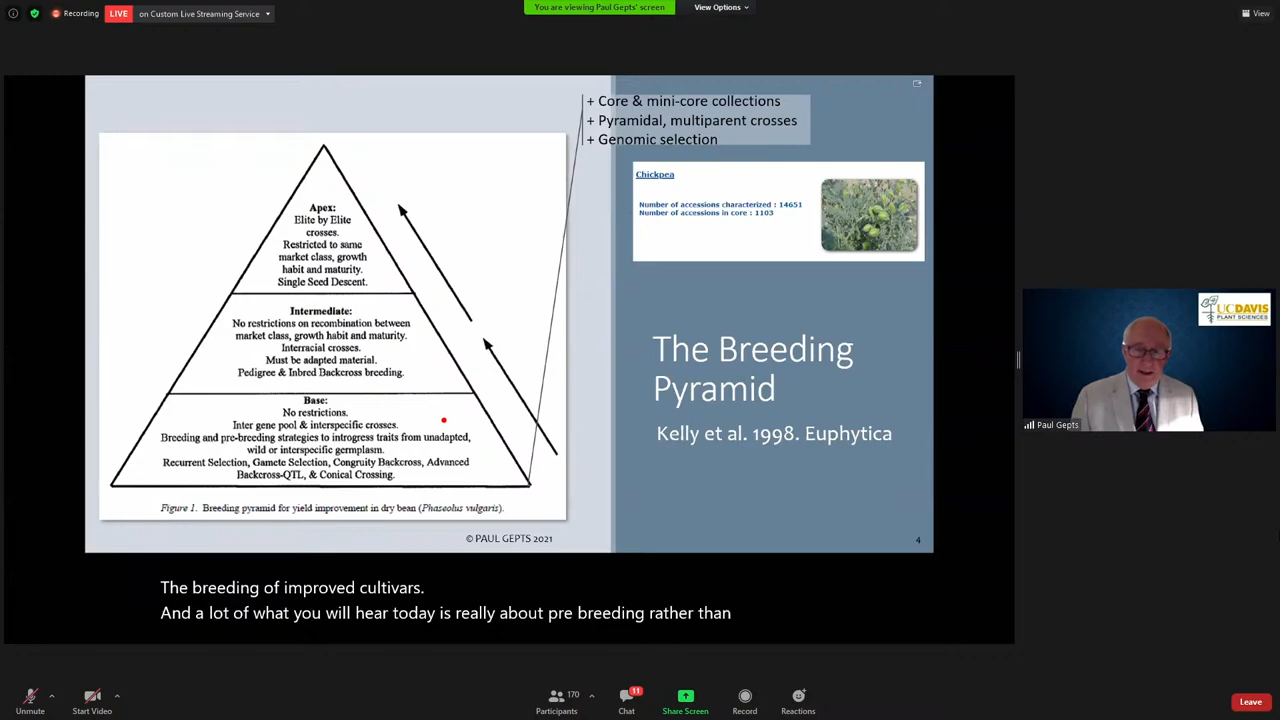 Recording
LIVE
on Custom Live Streaming Service
You are viewing Paul Gepts' screen
View Options
View
+ Core & mini-core collections
+ Pyramidal, multiparent crosses
+ Genomic selection
Apex:
Elite by Elite
crosses.
Restricted to same
market class, growth
habit and maturity.
Single Seed Descent.
Intermediate:
No restrictions on recombination between
market class, growth habit and maturity.
Interracial crosses.
Must be adapted material.
Pedigree & Inbred Backcross breeding.
Base:
No restrictions.
Inter gene pool & interspecific crosses.
Breeding and pre-breeding strategies to introgress traits from unadapted,
wild or interspecific germplasm.
Recurrent Selection, Gamete Selection, Congruity Backcross, Advanced
Backcross-QTL, & Conical Crossing.
Figure 1. Breeding pyramid for yield improvement in dry bean (Phaseolus vulgaris).
© PAUL GEPTS 2021
Chickpea
Number of accessions characterized : 14651
Number of accessions in core : 1103
The Breeding
Pyramid
Kelly et al. 1998. Euphytica
4
UCDAVIS
PLANT SCIENCES
Paul Gepts
The breeding of improved cultivars.
And a lot of what you will hear today is really about pre breeding rather than
Unmute
Start Video
170
Participants
11
Chat
Share Screen
Record
Reactions
Leave